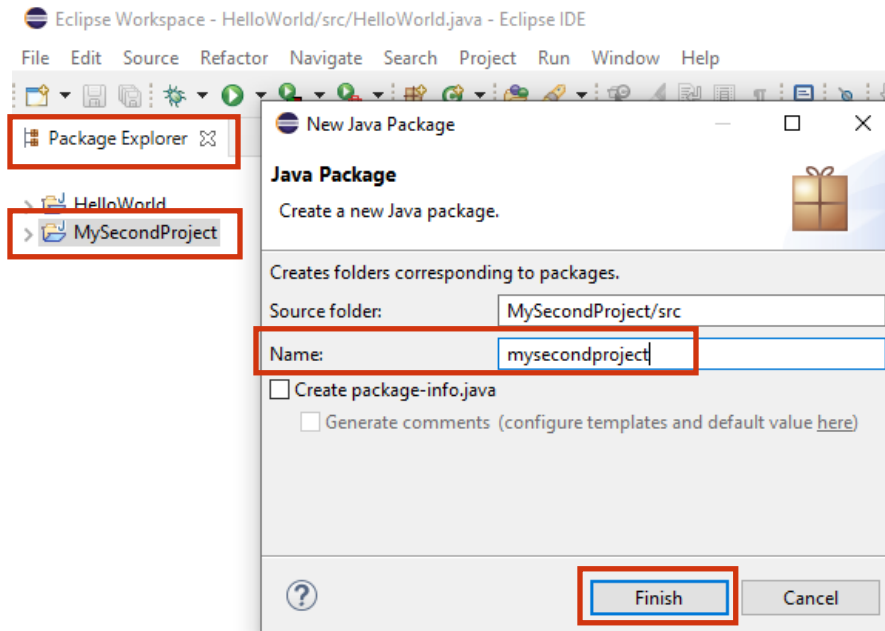 Eclipse Workspace - HelloWorld/src/HelloWorld.java - Eclipse IDE
File Edit Source Refactor Navigate Search Project Run Window Help
Package Explorer
HelloWorld
MySecondProject
New Java Package
Java Package
Create a new Java package.
Creates folders corresponding to packages.
Source folder: MySecondProject/src
Name: mysecondproject
Create package-info.java
Generate comments (configure templates and default value here)
Finish Cancel